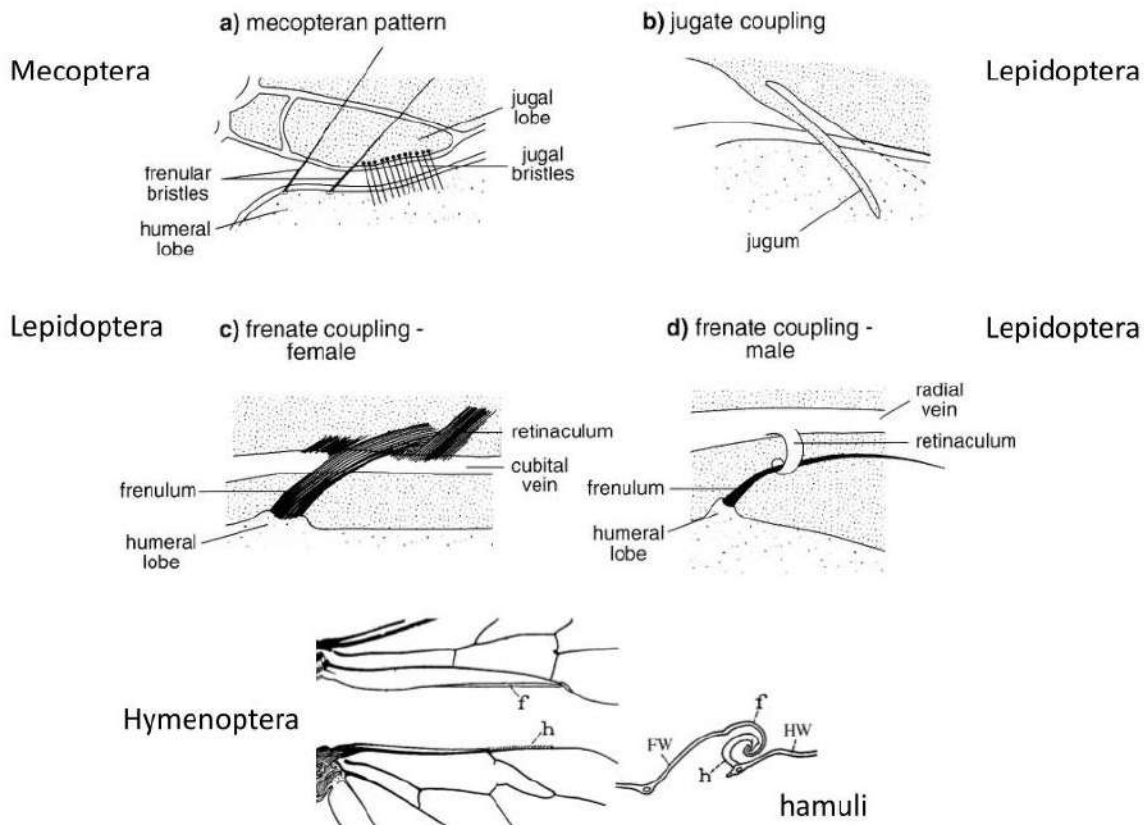 a) mecopteran pattern
b) jugate coupling
Mecoptera
Lepidoptera
jugal
lobe
jugal
bristles
frenular
bristles
humeral
lobe
jugum
Lepidoptera
c) frenate coupling -
female
d) frenate coupling -
male
Lepidoptera
retinaculum
cubital
vein
frenulum
humeral
lobe
radial
vein
retinaculum
frenulum
humeral
lobe
Hymenoptera
f
h
f
FW
HW
h
hamuli